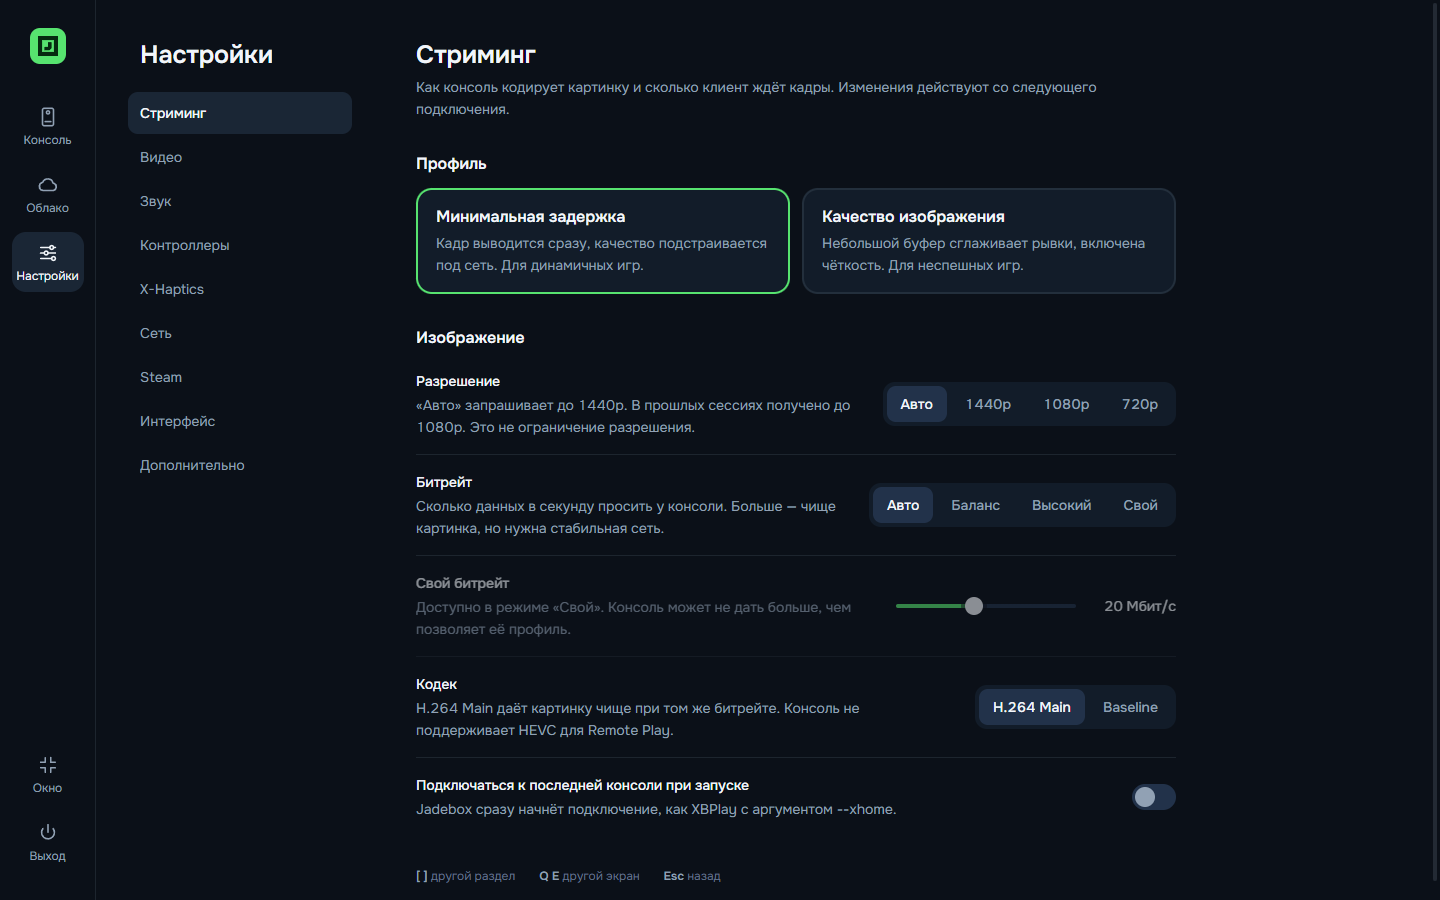 Консоль
Облако
Настройки
Окно
Выход
Настройки
Стриминг
Видео
Звук
Контроллеры
X-Haptics
Сеть
Steam
Интерфейс
Дополнительно
Стриминг
Как консоль кодирует картинку и сколько клиент ждёт кадры. Изменения действуют со следующего
подключения.
Профиль
Минимальная задержка
Кадр выводится сразу, качество подстраивается
под сеть. Для динамичных игр.
Качество изображения
Небольшой буфер сглаживает рывки, включена
чёткость. Для неспешных игр.
Изображение
Разрешение
«Авто» запрашивает до 1440p. В прошлых сессиях получено до
1080p. Это не ограничение разрешения.
Авто 1440p 1080p 720p
Битрейт
Сколько данных в секунду просить у консоли. Больше — чище
картинка, но нужна стабильная сеть.
Авто Баланс Высокий Свой
Свой битрейт
Доступно в режиме «Свой». Консоль может не дать больше, чем
позволяет её профиль.
20 Мбит/с
Кодек
H.264 Main даёт картинку чище при том же битрейте. Консоль не
поддерживает HEVC для Remote Play.
H.264 Main Baseline
Подключаться к последней консоли при запуске
Jadebox сразу начнёт подключение, как XBPlay с аргументом --xhome.
[ ] другой раздел Q E другой экран Esc назад